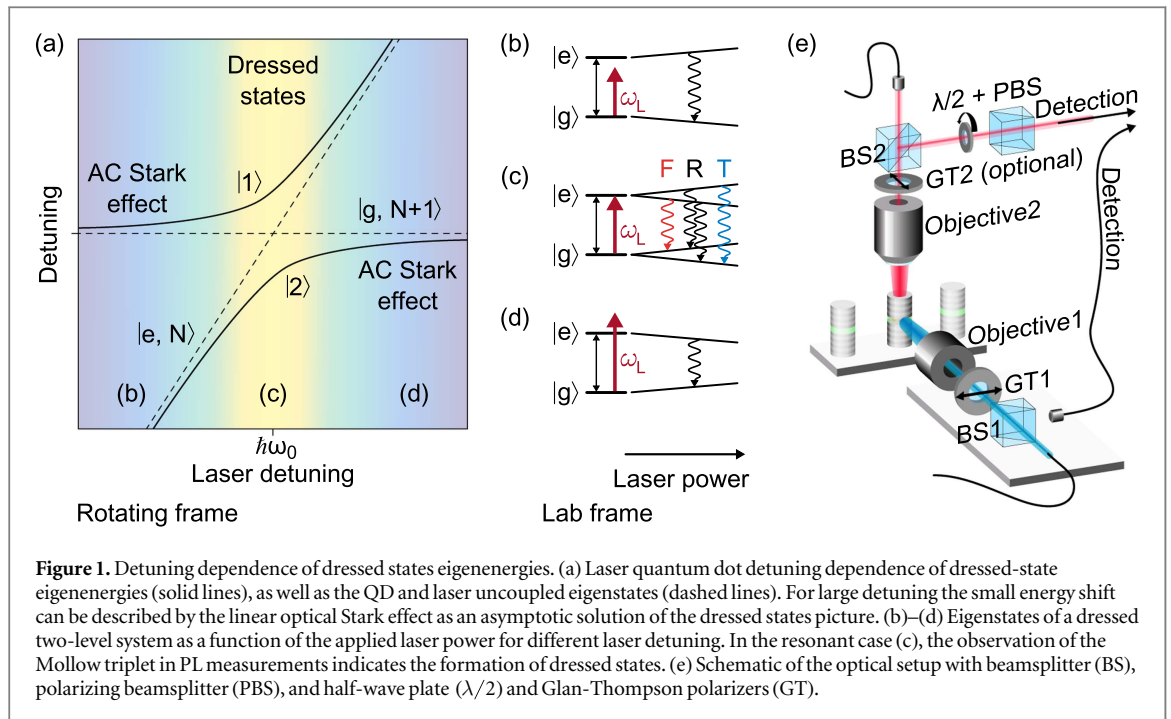 (a)
Dressed
states
AC Stark
effect
|1⟩
|g, N+1⟩
|2⟩
AC Stark
effect
|e, N⟩
(b)
(c)
(d)
Detuning
ħω₀
Laser detuning
Rotating frame
(b)
|e⟩
|g⟩
ω_L
(c)
F R T
|e⟩
|g⟩
ω_L
(d)
|e⟩
|g⟩
ω_L
Laser power
Lab frame
(e)
λ/2 + PBS
Detection
BS2
GT2 (optional)
Objective2
Detection
Objective1
GT1
BS1
Figure 1. Detuning dependence of dressed states eigenenergies. (a) Laser quantum dot detuning dependence of dressed-state
eigenenergies (solid lines), as well as the QD and laser uncoupled eigenstates (dashed lines). For large detuning the small energy shift
can be described by the linear optical Stark effect as an asymptotic solution of the dressed states picture. (b)–(d) Eigenstates of a dressed
two-level system as a function of the applied laser power for different laser detuning. In the resonant case (c), the observation of the
Mollow triplet in PL measurements indicates the formation of dressed states. (e) Schematic of the optical setup with beamsplitter (BS),
polarizing beamsplitter (PBS), and half-wave plate (λ/2) and Glan-Thompson polarizers (GT).